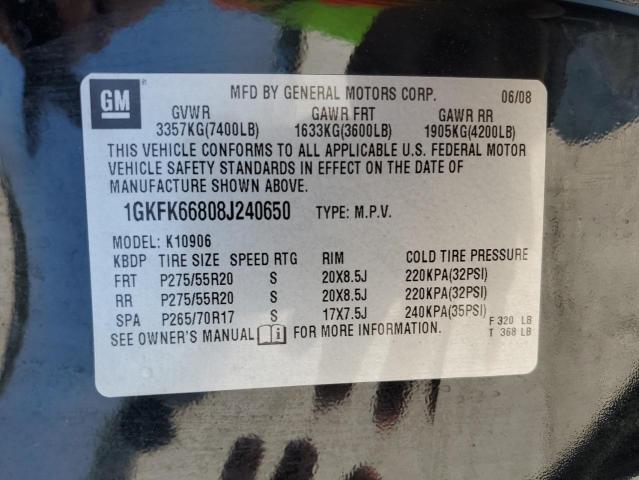 GM
MFD BY GENERAL MOTORS CORP. 06/08
GVWR GAWR FRT GAWR RR
3357KG(7400LB) 1633KG(3600LB) 1905KG(4200LB)
THIS VEHICLE CONFORMS TO ALL APPLICABLE U.S. FEDERAL MOTOR
VEHICLE SAFETY STANDARDS IN EFFECT ON THE DATE OF
MANUFACTURE SHOWN ABOVE.
1GKFK66808J240650 TYPE: M.P.V.
MODEL: K10906
KBDP TIRE SIZE SPEED RTG RIM COLD TIRE PRESSURE
FRT P275/55R20 S 20X8.5J 220KPA(32PSI)
RR P275/55R20 S 20X8.5J 220KPA(32PSI)
SPA P265/70R17 S 17X7.5J 240KPA(35PSI)
F 320 LB
T 368 LB
SEE OWNER'S MANUAL FOR MORE INFORMATION.